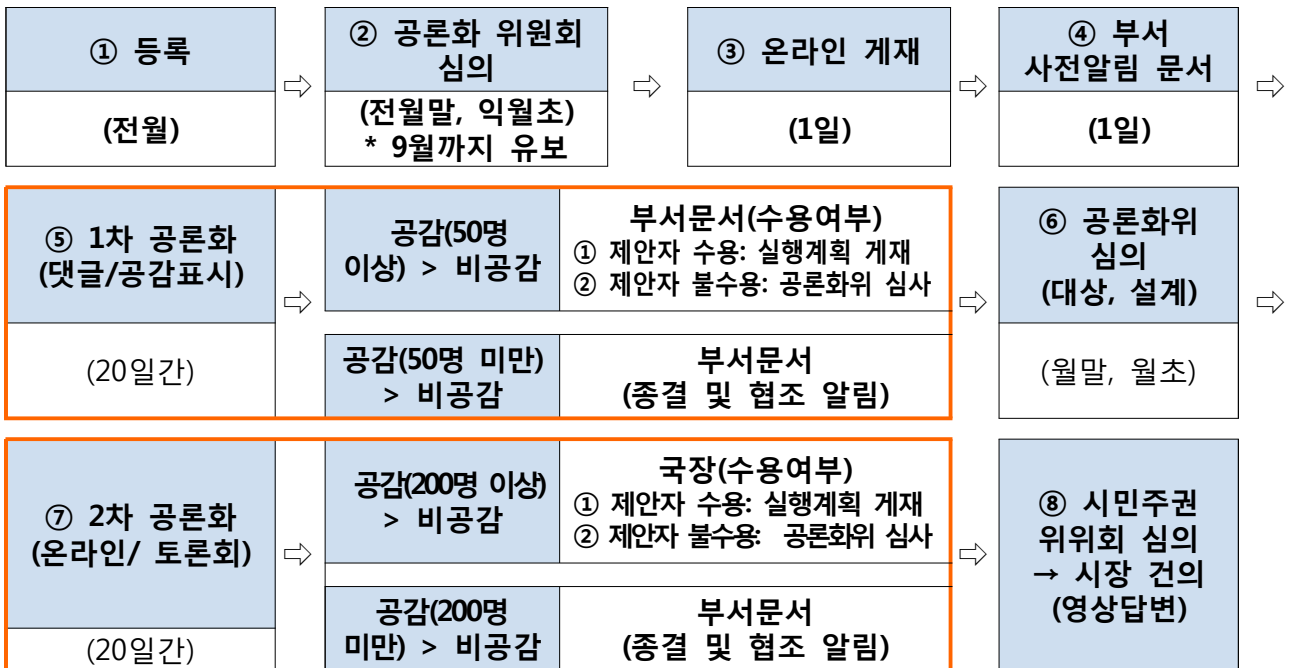 ① 등록
(전월)
⇨
② 공론화 위원회
심의
(전월말, 익월초)
* 9월까지 유보
⇨
③ 온라인 게재
(1일)
⇨
④ 부서
사전알림 문서
(1일)
⇨
⑤ 1차 공론화
(댓글/공감표시)
(20일간)
⇨
공감(50명
이상) > 비공감
부서문서(수용여부)
① 제안자 수용: 실행계획 게재
② 제안자 불수용: 공론화위 심사
공감(50명 미만)
> 비공감
부서문서
(종결 및 협조 알림)
⇨
⑥ 공론화위
심의
(대상, 설계)
(월말, 월초)
⇨
⑦ 2차 공론화
(온라인/ 토론회)
(20일간)
⇨
공감(200명 이상)
> 비공감
국장(수용여부)
① 제안자 수용: 실행계획 게재
② 제안자 불수용: 공론화위 심사
공감(200명
미만) > 비공감
부서문서
(종결 및 협조 알림)
⇨
⑧ 시민주권
위위회 심의
→ 시장 건의
(영상답변)